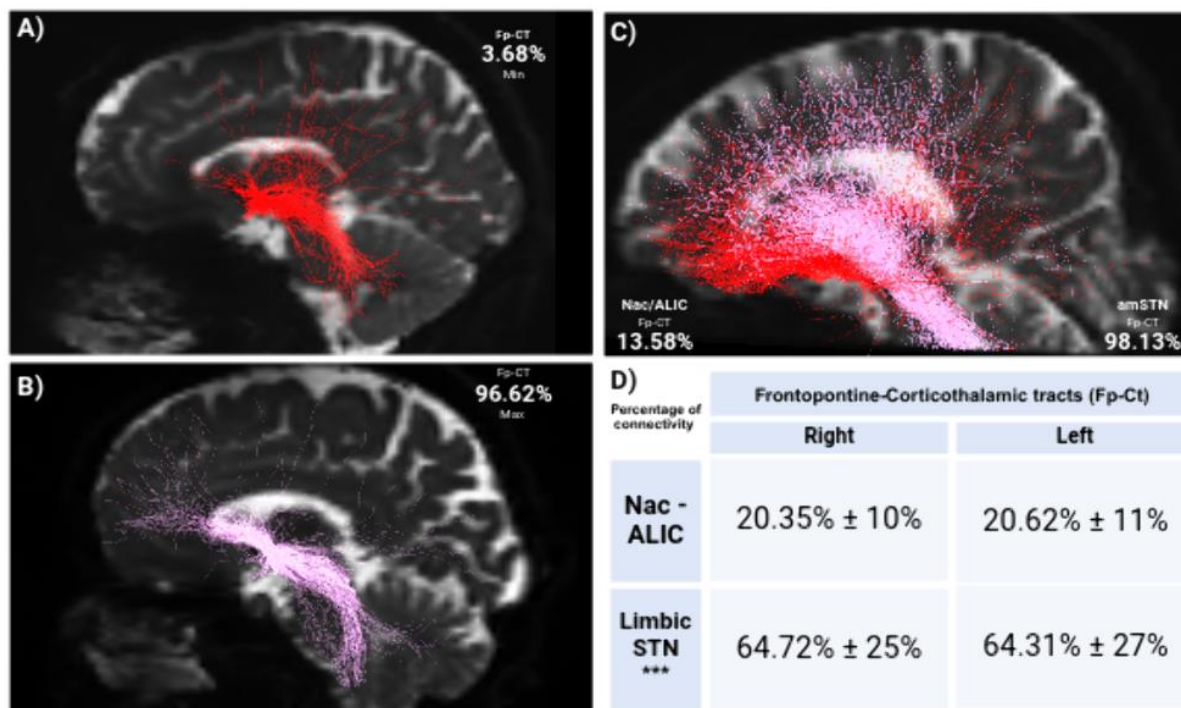 A)
Fp-CT
3.68%
Min
B)
Fp-CT
96.62%
Max
C)
Nac/ALIC
Fp-CT
13.58%
amSTN
Fp-CT
98.13%
D)
Percentage of
connectivity
Frontopontine-Corticothalamic tracts (Fp-Ct)
Right
Left
Nac -
ALIC
20.35% ± 10%
20.62% ± 11%
Limbic
STN
***
64.72% ± 25%
64.31% ± 27%